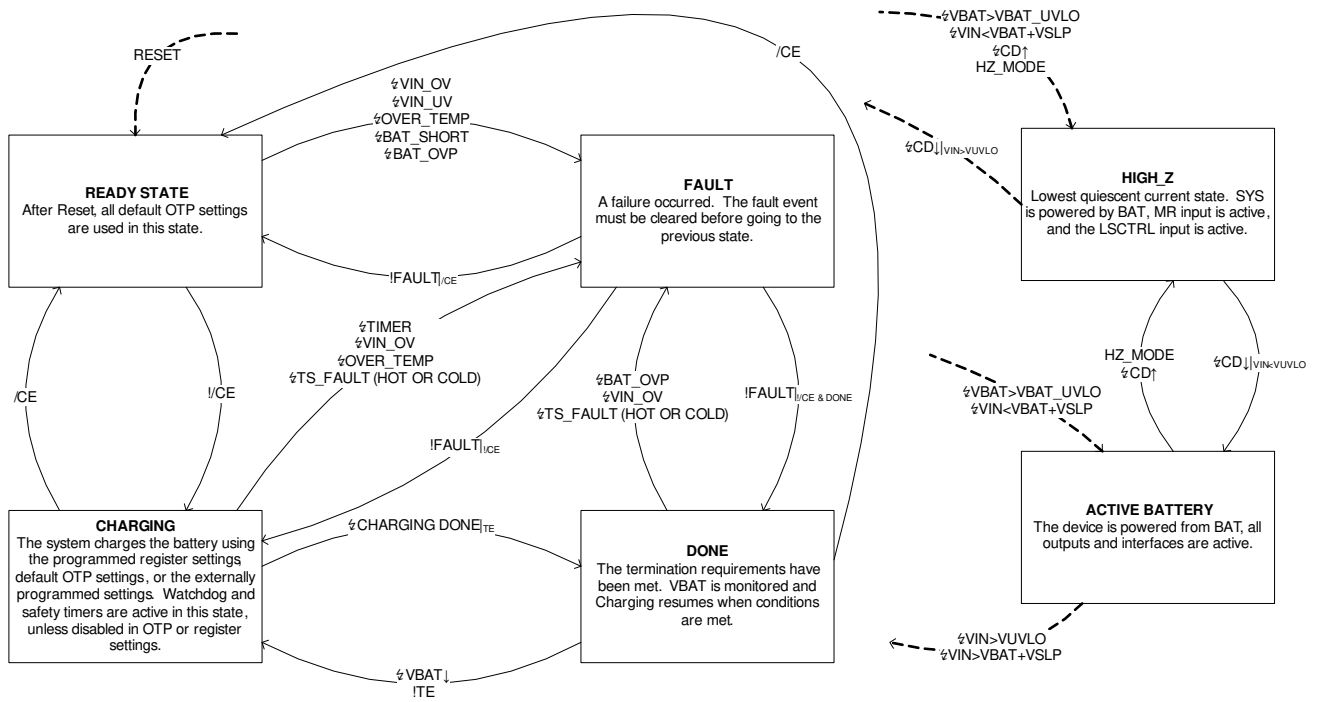 RESET
/CE
↯VIN_OV
↯VIN_UV
↯OVER_TEMP
↯BAT_SHORT
↯BAT_OVP
READY STATE
After Reset, all default OTP settings
are used in this state.
FAULT
A failure occurred. The fault event
must be cleared before going to the
previous state.
!FAULT|/CE
↯TIMER
↯VIN_OV
↯OVER_TEMP
↯TS_FAULT (HOT OR COLD)
/CE
!/CE
↯BAT_OVP
↯VIN_OV
↯TS_FAULT (HOT OR COLD)
!FAULT|!/CE & DONE
!FAULT|!/CE
CHARGING
The system charges the battery using
the programmed register settings,
default OTP settings, or the externally
programmed settings. Watchdog and
safety timers are active in this state,
unless disabled in OTP or register
settings.
↯CHARGING DONE|TE
DONE
The termination requirements have
been met. VBAT is monitored and
Charging resumes when conditions
are met.
↯VBAT↓
!TE
↯VBAT>VBAT_UVLO
↯VIN<VBAT+VSLP
↯CD↑
HZ_MODE
↯CD↓|VIN>VUVLO
HIGH_Z
Lowest quiescent current state. SYS
is powered by BAT, MR input is active,
and the LSCTRL input is active.
HZ_MODE
↯CD↑
↯CD↓|VIN<VUVLO
↯VBAT>VBAT_UVLO
↯VIN<VBAT+VSLP
ACTIVE BATTERY
The device is powered from BAT, all
outputs and interfaces are active.
↯VIN>VUVLO
↯VIN>VBAT+VSLP